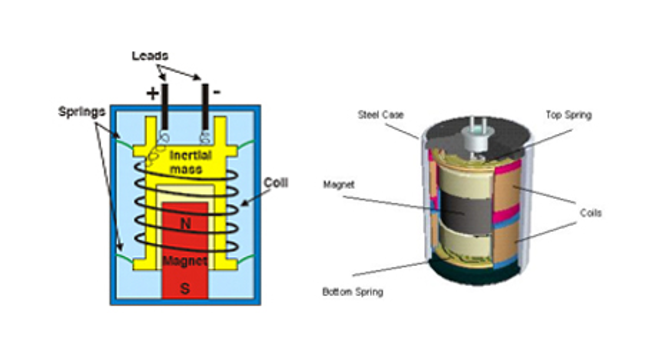 Leads
+ -
Springs
Inertial
mass
Coil
N
Magnet
S
Steel Case
Top Spring
Magnet
Coils
Bottom Spring